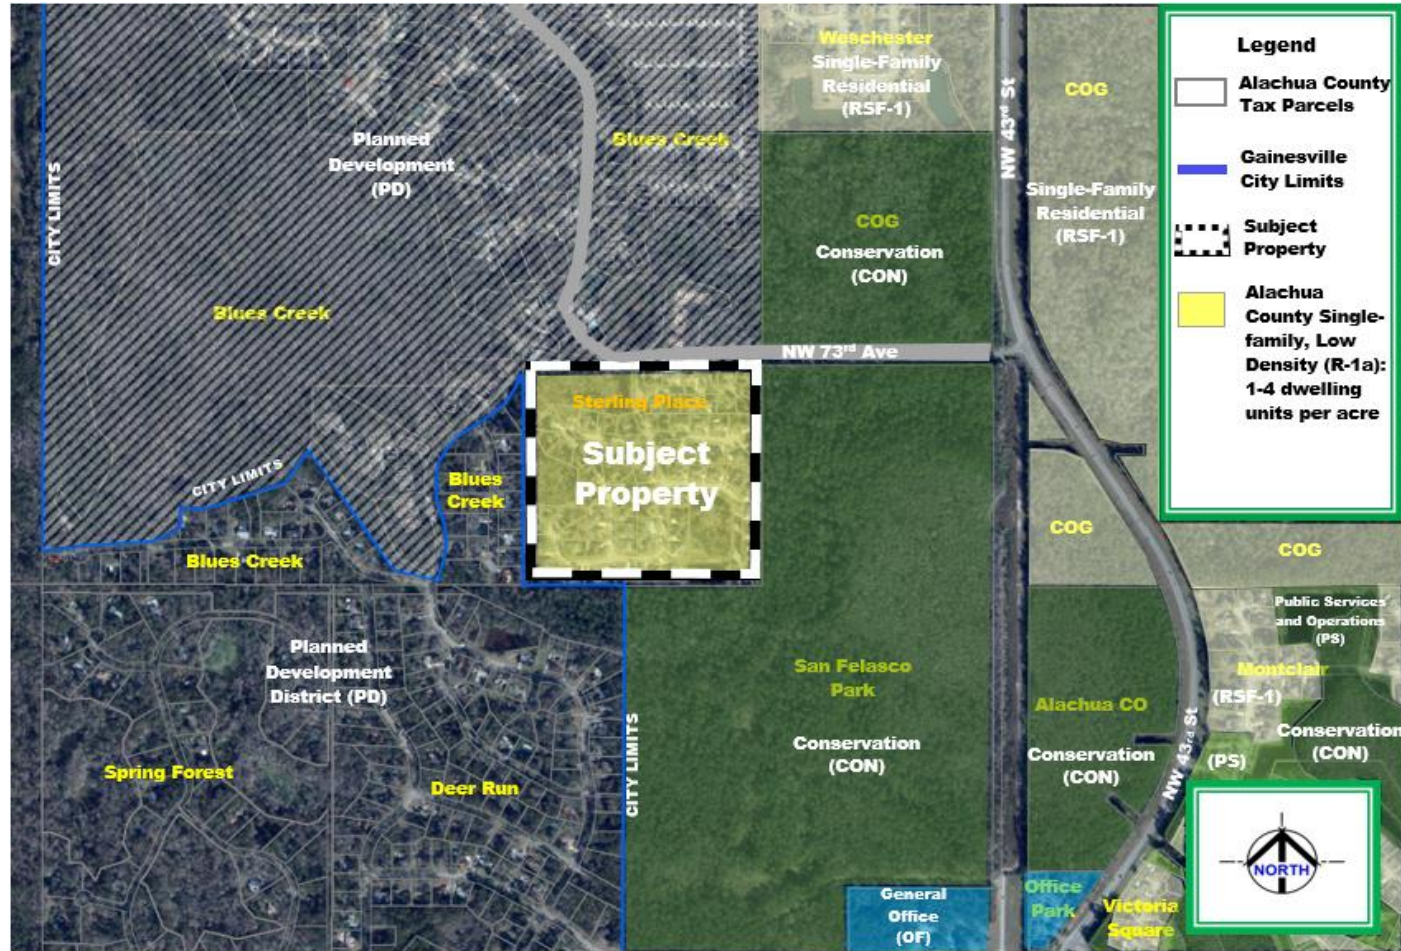 Weschester
Single-Family
Residential
(RSF-1)
NW 43rd St
COG
Legend
Alachua County
Tax Parcels
Gainesville
City Limits
Subject
Property
Alachua
County Single-
family, Low
Density (R-1a):
1-4 dwelling
units per acre
CITY LIMITS
Planned
Development
(PD)
Blues Creek
COG
Conservation
(CON)
Single-Family
Residential
(RSF-1)
Blues Creek
NW 73rd Ave
Sterling Place
Subject
Property
CITY LIMITS
Blues
Creek
Blues Creek
COG
COG
Public Services
and Operations
(PS)
Planned
Development
District (PD)
San Felasco
Park
Conservation
(CON)
Alachua CO
Conservation
(CON)
Montclair
(RSF-1)
Conservation
(CON)
(PS)
NW 43rd St
Spring Forest
Deer Run
CITY LIMITS
General
Office
(OF)
Office
Park
Victoria
Square
NORTH